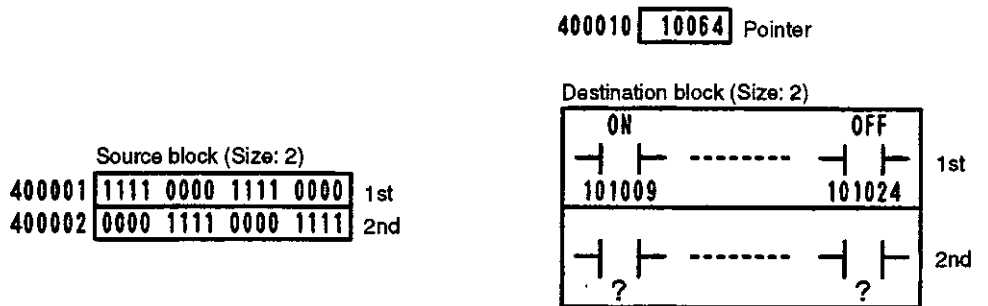 400010 10064 Pointer
Destination block (Size: 2)
ON OFF
1st
101009 101024
2nd
? ?
Source block (Size: 2)
400001 1111 0000 1111 0000 1st
400002 0000 1111 0000 1111 2nd